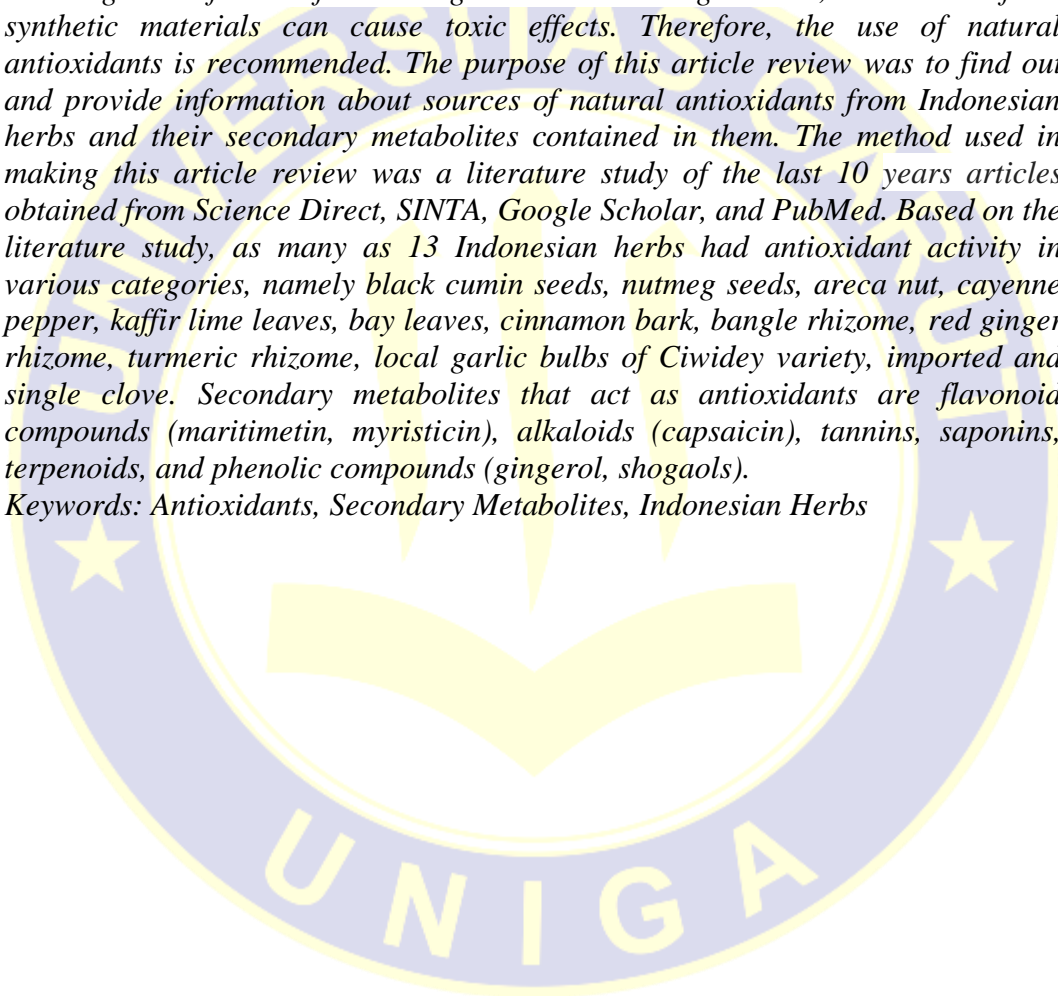 synthetic materials can cause toxic effects. Therefore, the use of natural
antioxidants is recommended. The purpose of this article review was to find out
and provide information about sources of natural antioxidants from Indonesian
herbs and their secondary metabolites contained in them. The method used in
making this article review was a literature study of the last 10 years articles
obtained from Science Direct, SINTA, Google Scholar, and PubMed. Based on the
literature study, as many as 13 Indonesian herbs had antioxidant activity in
various categories, namely black cumin seeds, nutmeg seeds, areca nut, cayenne
pepper, kaffir lime leaves, bay leaves, cinnamon bark, bangle rhizome, red ginger
rhizome, turmeric rhizome, local garlic bulbs of Ciwidey variety, imported and
single clove. Secondary metabolites that act as antioxidants are flavonoid
compounds (maritimetin, myristicin), alkaloids (capsaicin), tannins, saponins,
terpenoids, and phenolic compounds (gingerol, shogaols).
Keywords: Antioxidants, Secondary Metabolites, Indonesian Herbs
UNIVERSITAS GARUT
UNIGA